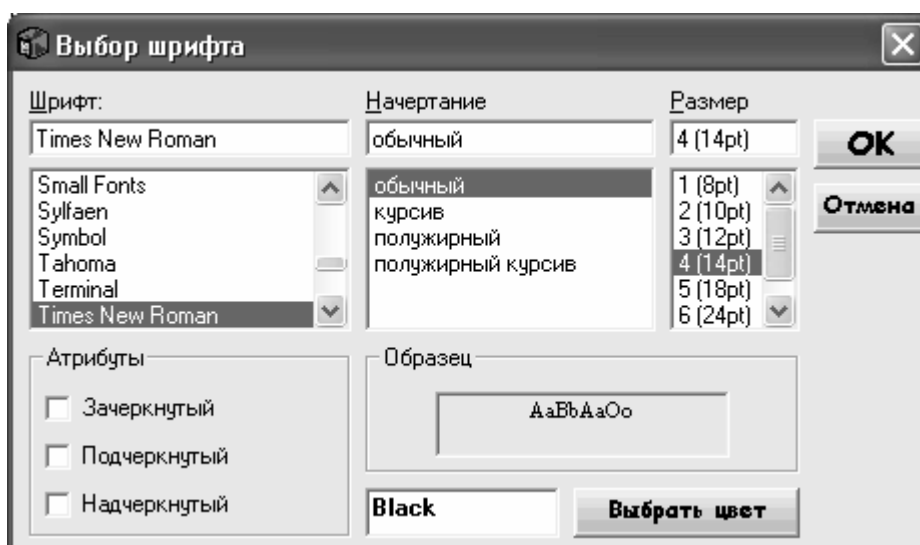 Выбор шрифта
Шрифт:
Начертание
Размер
Times New Roman
обычный
4 (14pt)
OK
Отмена
Small Fonts
Sylfaen
Symbol
Tahoma
Terminal
Times New Roman
обычный
курсив
полужирный
полужирный курсив
1 (8pt)
2 (10pt)
3 (12pt)
4 (14pt)
5 (18pt)
6 (24pt)
Атрибуты
Зачеркнутый
Подчеркнутый
Надчеркнутый
Образец
AaBbAaOo
Black
Выбрать цвет